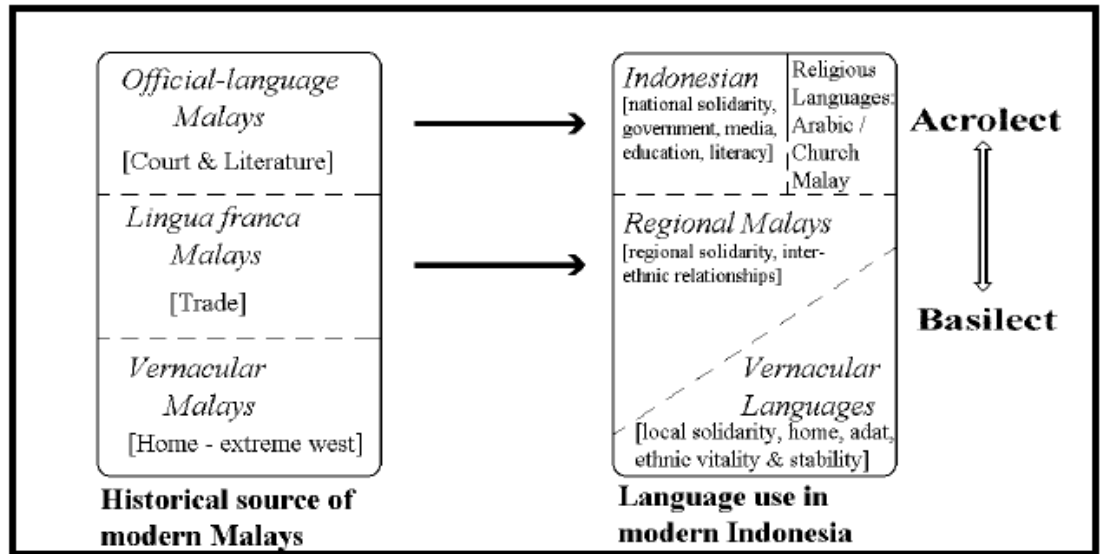 Official-language
Malays
[Court & Literature]
Lingua franca
Malays
[Trade]
Vernacular
Malays
[Home - extreme west]
Historical source of
modern Malays
Indonesian
[national solidarity,
government, media,
education, literacy]
Religious
Languages:
Arabic /
Church
Malay
Regional Malays
[regional solidarity, inter-
ethnic relationships]
Vernacular
Languages
[local solidarity, home, adat,
ethnic vitality & stability]
Language use in
modern Indonesia
Acrolect
Basilect